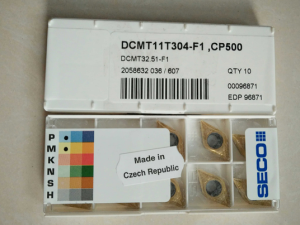 DCMT11T304-F1 ,CP500
DCMT32.51-F1
2058632 036 / 607
QTY 10
00096871
EDP 96871
P
M
K
N
S
H
Made in
Czech Republic
SECO